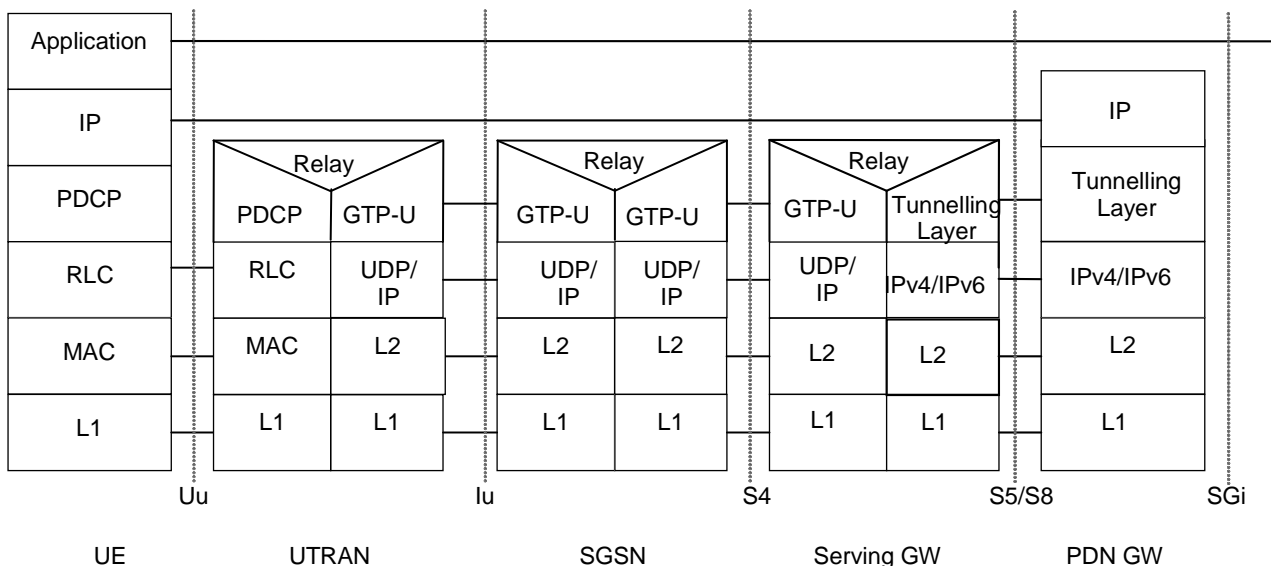 Application
IP
IP
Relay
Relay
Relay
PDCP
PDCP
GTP-U
GTP-U
GTP-U
GTP-U
Tunnelling
Layer
Tunnelling
Layer
RLC
RLC
UDP/
IP
UDP/
IP
UDP/
IP
UDP/
IP
IPv4/IPv6
IPv4/IPv6
MAC
MAC
L2
L2
L2
L2
L2
L2
L1
L1
L1
L1
L1
L1
L1
L1
Uu
Iu
S4
S5/S8
SGi
UE
UTRAN
SGSN
Serving GW
PDN GW